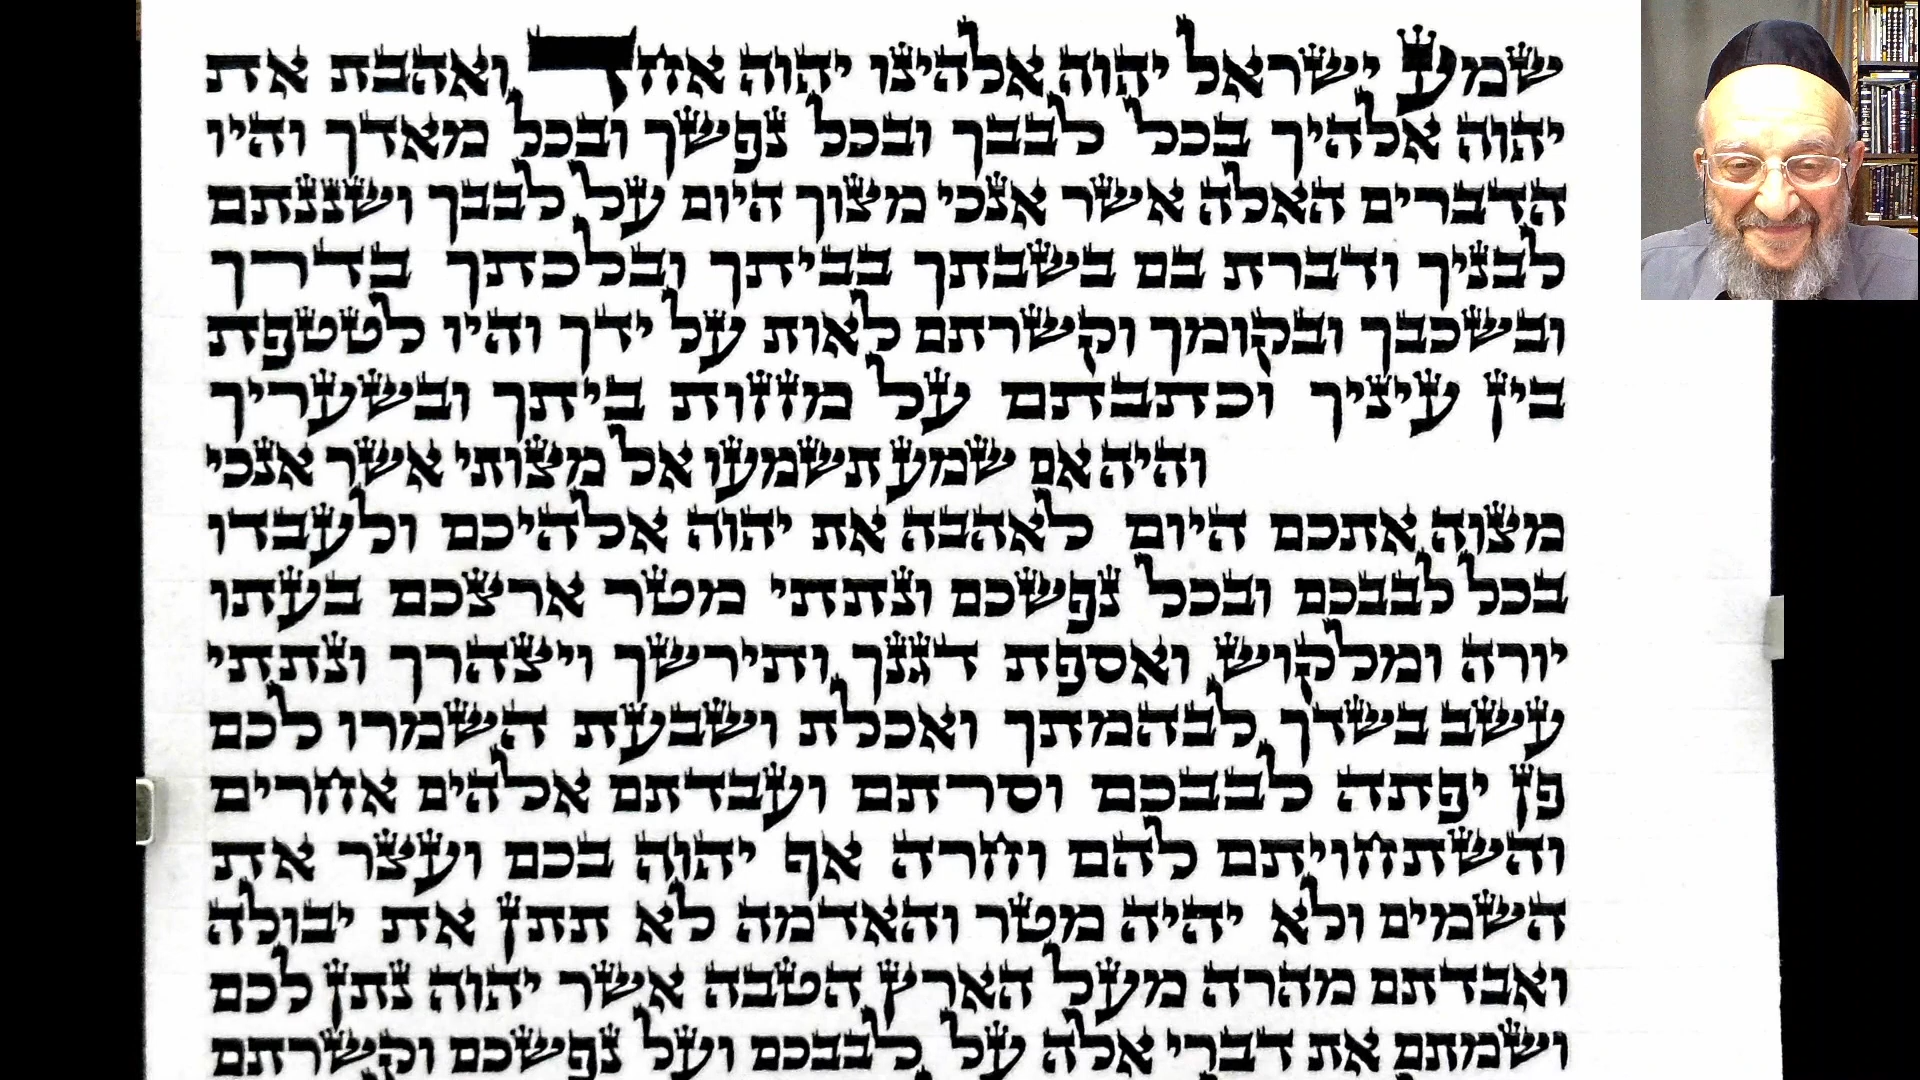 שמע ישראל יהוה אלהינו יהוה אחד ואהבת את
יהוה אלהיך בכל לבבך ובכל נפשך ובכל מאדך והיו
הדברים האלה אשר אנכי מצוך היום על לבבך ושננתם
לבניך ודברת בם בשבתך בביתך ובלכתך בדרך
ובשכבך ובקומך וקשרתם לאות על ידך והיו לטטפת
בין עיניך וכתבתם על מזזות ביתך ובשעריך
והיה אם שמע תשמעו אל מצותי אשר אנכי
מצוה אתכם היום לאהבה את יהוה אלהיכם ולעבדו
בכל לבבכם ובכל נפשכם ונתתי מטר ארצכם בעתו
יורה ומלקוש ואספת דגנך ותירשך ויצהרך ונתתי
עשב בשדך לבהמתך ואכלת ושבעת השמרו לכם
פן יפתה לבבכם וסרתם ועבדתם אלהים אחרים
והשתחויתם להם וחרה אף יהוה בכם ועצר את
השמים ולא יהיה מטר והאדמה לא תתן את יבולה
ואבדתם מהרה מעל הארץ הטבה אשר יהוה נתן לכם
ושמתם את דברי אלה על לבבכם ועל נפשכם וקשרתם